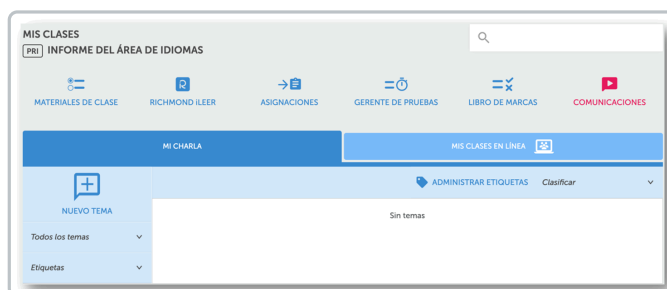 MIS CLASES
PRI INFORME DEL ÁREA DE IDIOMAS
MATERIALES DE CLASE
RICHMOND iLEER
ASIGNACIONES
GERENTE DE PRUEBAS
LIBRO DE MARCAS
COMUNICACIONES
MI CHARLA
MIS CLASES EN LÍNEA
NUEVO TEMA
ADMINISTRAR ETIQUETAS
Clasificar
Sin temas
Todos los temas
Etiquetas